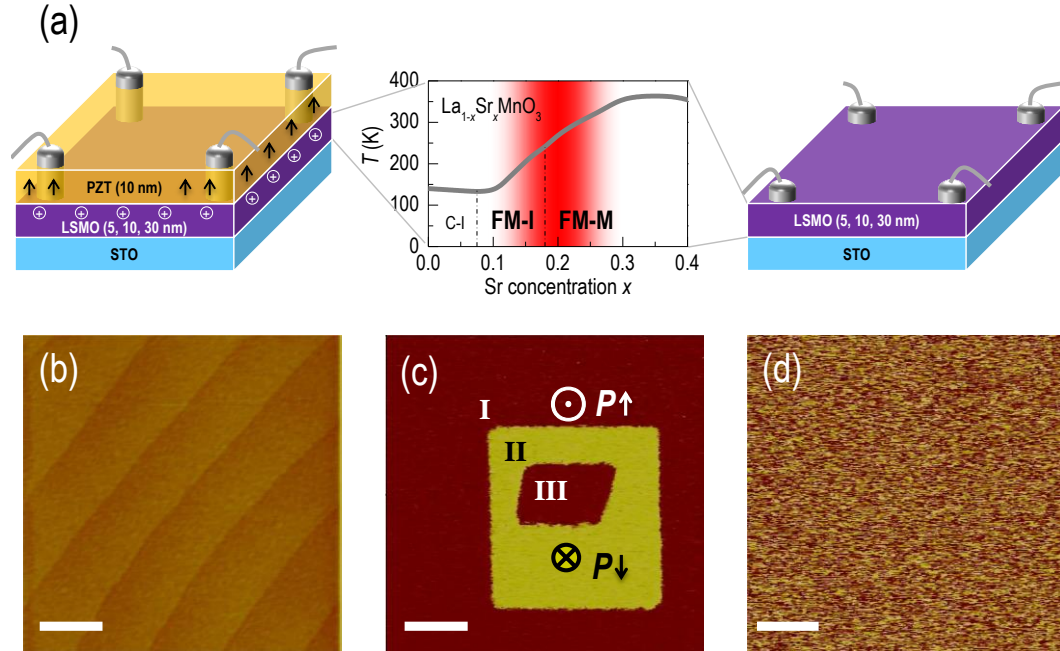 (a)
PZT (10 nm)
LSMO (5, 10, 30 nm)
STO
400
300
200
100
0
T (K)
La1-xSrxMnO3
C-I
FM-I
FM-M
0.0
0.1
0.2
0.3
0.4
Sr concentration x
LSMO (5, 10, 30 nm)
STO
(b)
(c)
I
P↑
II
III
P↓
(d)